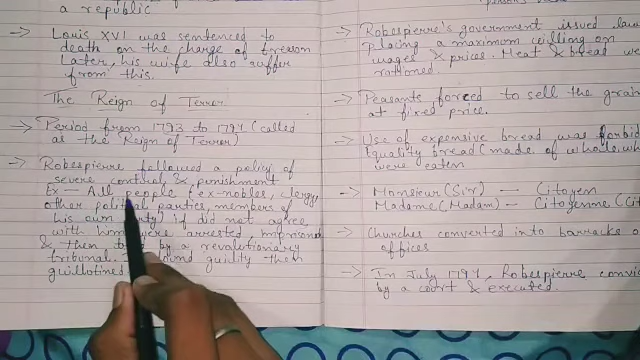 a republic
→ Louis XVI was sentenced to
death on the charge of treason
Later, his wife also suffer
from this.
The Reign of Terror
→ Period from 1793 to 1794 (called
as the Reign of Terror)
→ Robespierre followed a policy of
severe control & punishment
Ex - All people (ex-nobles, clergy,
other political parties, members of
his own party) if did not agree
with him were arrested, imprisoned
& then by a revolutionary
tribunal. guilty then
guillotined
→ Robespierre's government issued laws
placing a maximum ceiling on
wages & prices. Meat & bread were
rationed.
→ Peasants forced to sell the grain
at fixed price.
→ Use of expensive bread was forbid
equality bread (made of whole wh
were eaten
→ Monsieur (Sir) — Citoyen
Madame (Madam) — Citoyenne (Cit
→ Churches converted into barracks o
offices
→ In July 1794, Robespierre convic
by a court & executed.